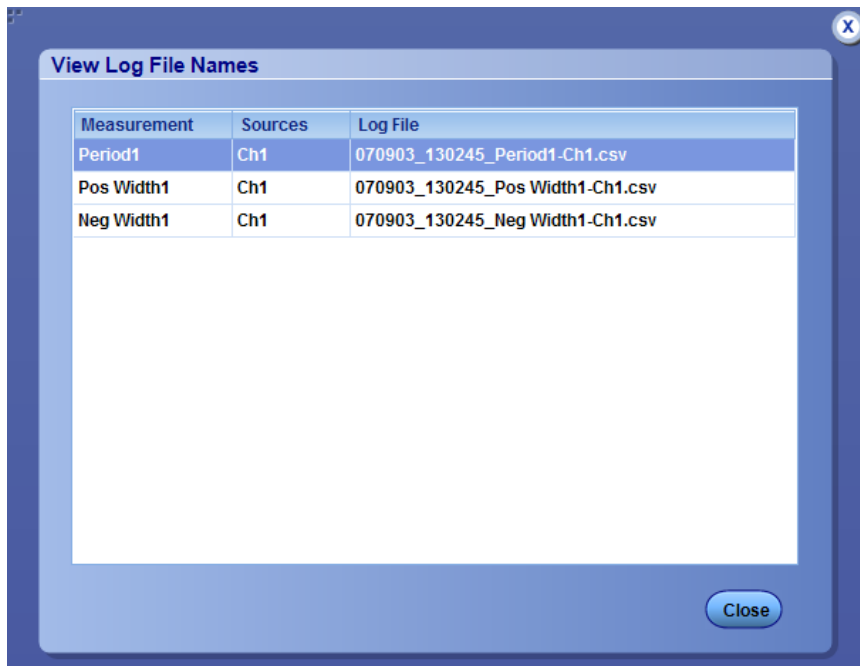 X
View Log File Names
Measurement Sources Log File
Period1 Ch1 070903_130245_Period1-Ch1.csv
Pos Width1 Ch1 070903_130245_Pos Width1-Ch1.csv
Neg Width1 Ch1 070903_130245_Neg Width1-Ch1.csv
Close